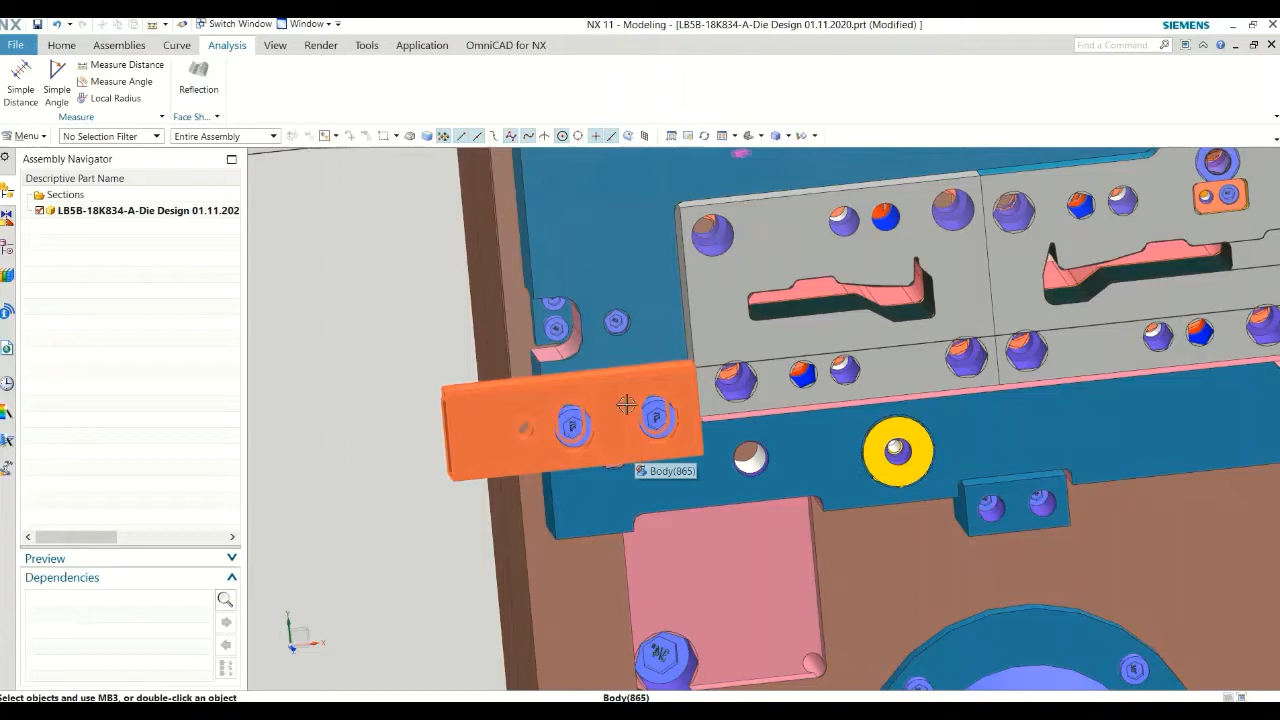 NX
Switch Window
Window
NX 11 - Modeling - [LB5B-18K834-A-Die Design 01.11.2020.prt (Modified) ]
SIEMENS
File
Home
Assemblies
Curve
Analysis
View
Render
Tools
Application
OmniCAD for NX
Find a Command
Simple Distance
Simple Angle
Measure Distance
Measure Angle
Local Radius
Reflection
Measure
Face Sh...
Menu
No Selection Filter
Entire Assembly
Assembly Navigator
Descriptive Part Name
Sections
LB5B-18K834-A-Die Design 01.11.202
Preview
Dependencies
Body(865)
Y
X
Select objects and use MB3, or double-click an object
Body(865)